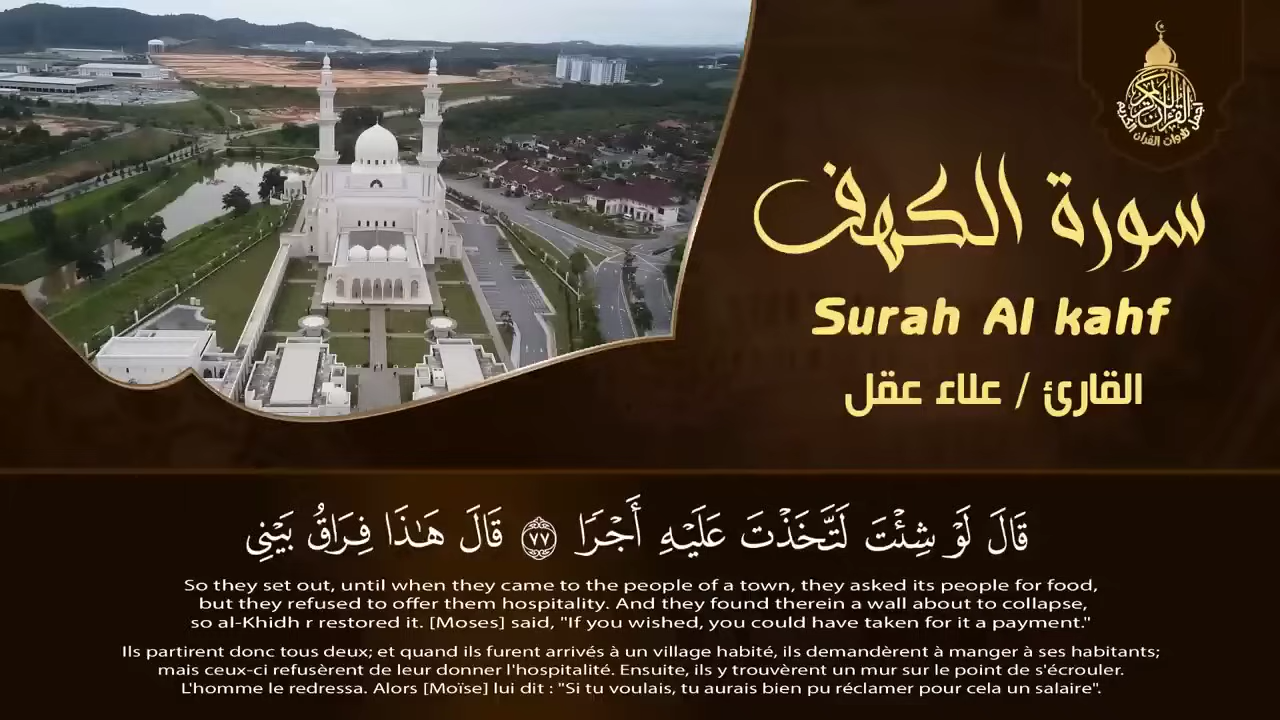 سورة الكهف
Surah Al kahf
القارئ / علاء عقل
قَالَ لَوْ شِئْتَ لَتَّخَذْتَ عَلَيْهِ أَجْرًا ٧٧ قَالَ هَٰذَا فِرَاقُ بَيْنِي
So they set out, until when they came to the people of a town, they asked its people for food,
but they refused to offer them hospitality. And they found therein a wall about to collapse,
so al-Khidh r restored it. [Moses] said, "If you wished, you could have taken for it a payment."
Ils partirent donc tous deux; et quand ils furent arrivés à un village habité, ils demandèrent à manger à ses habitants;
mais ceux-ci refusèrent de leur donner l'hospitalité. Ensuite, ils y trouvèrent un mur sur le point de s'écrouler.
L'homme le redressa. Alors [Moïse] lui dit : "Si tu voulais, tu aurais bien pu réclamer pour cela un salaire".